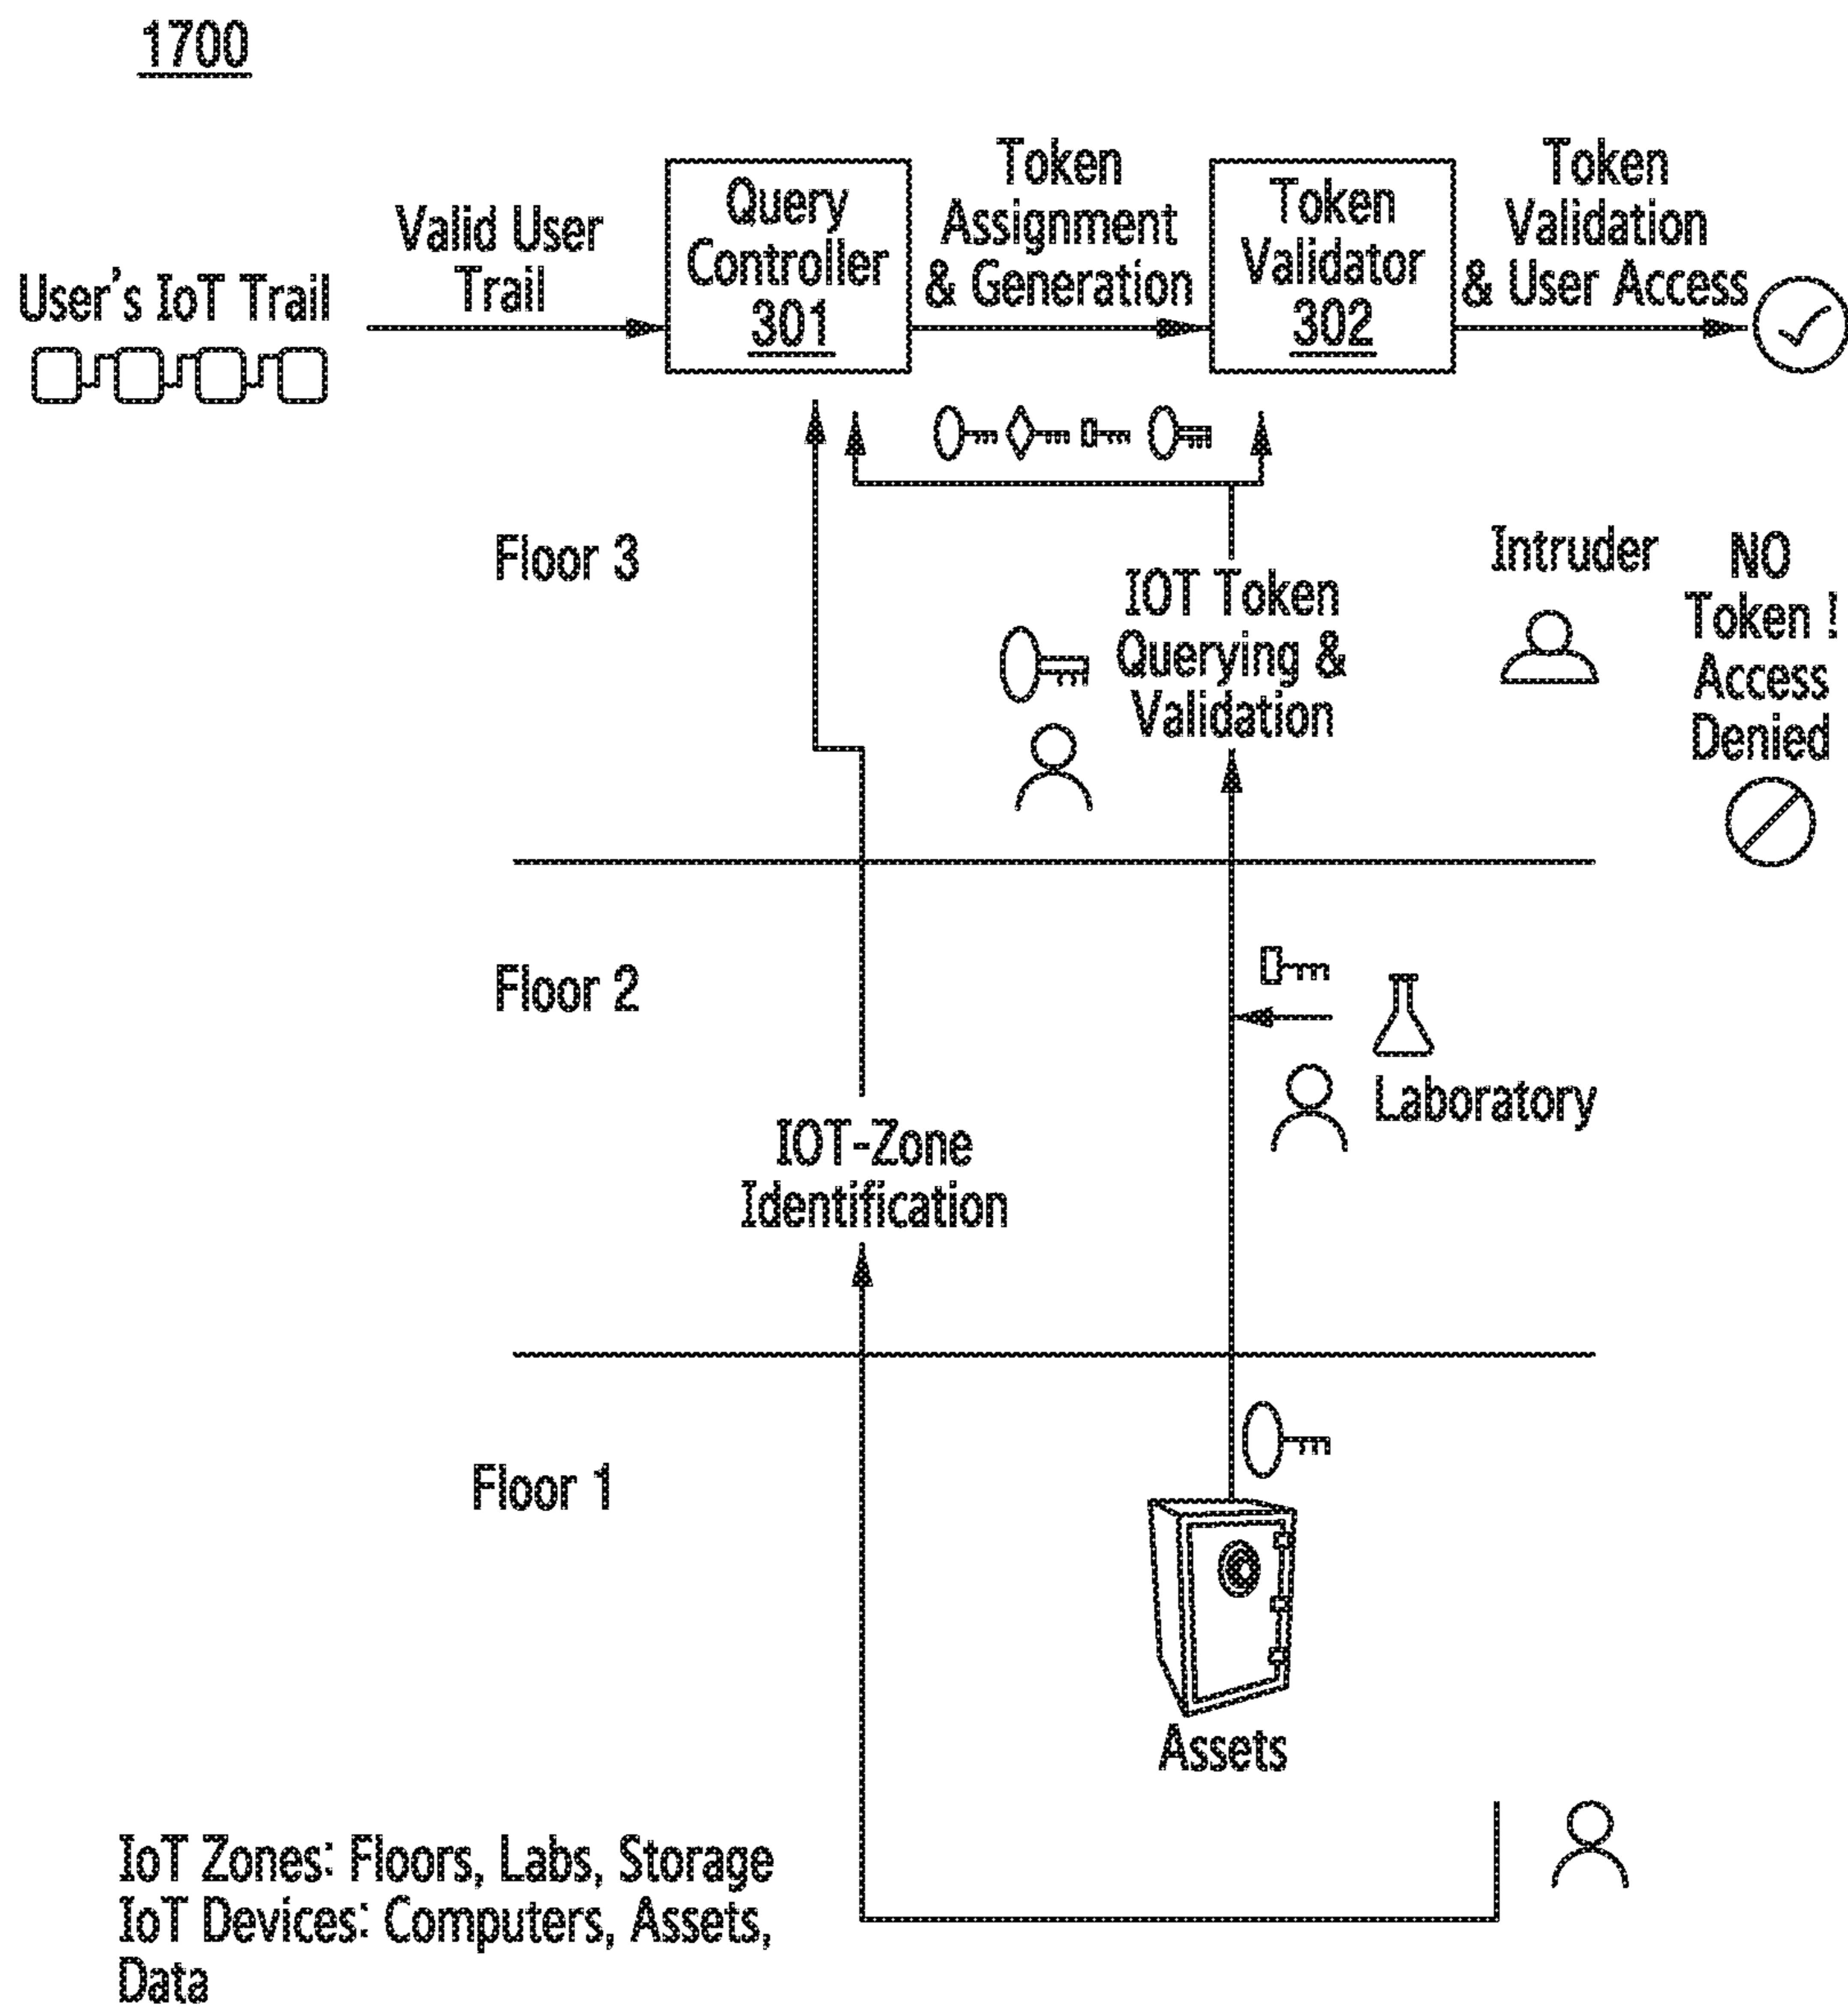 1700
User's IoT Trail
Valid User
Trail
Query
Controller
301
Token
Assignment
& Generation
Token
Validator
302
Token
Validation
& User Access
Floor 3
IOT Token
Querying &
Validation
Intruder
NO
Token !
Access
Denied
Floor 2
Laboratory
IOT-Zone
Identification
Floor 1
Assets
IoT Zones: Floors, Labs, Storage
IoT Devices: Computers, Assets,
Data